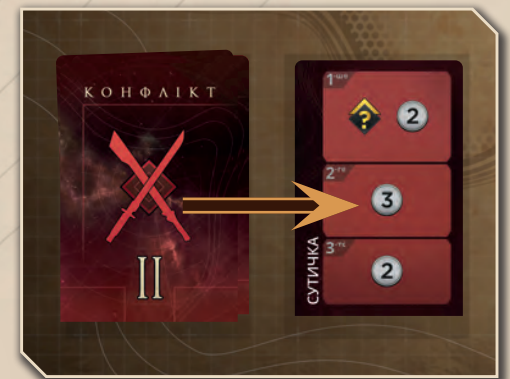 КОНФЛІКТ
II
1-ше
? 2
2-ге
3
3-тє
2
СУТИЧКА